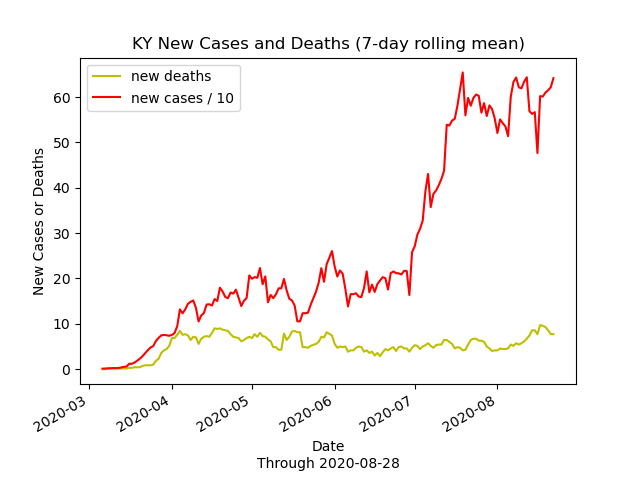 KY New Cases and Deaths (7-day rolling mean)
new deaths
new cases / 10
60
50
40
30
20
10
0
New Cases or Deaths
2020-03
2020-04
2020-05
2020-06
2020-07
2020-08
Date
Through 2020-08-28